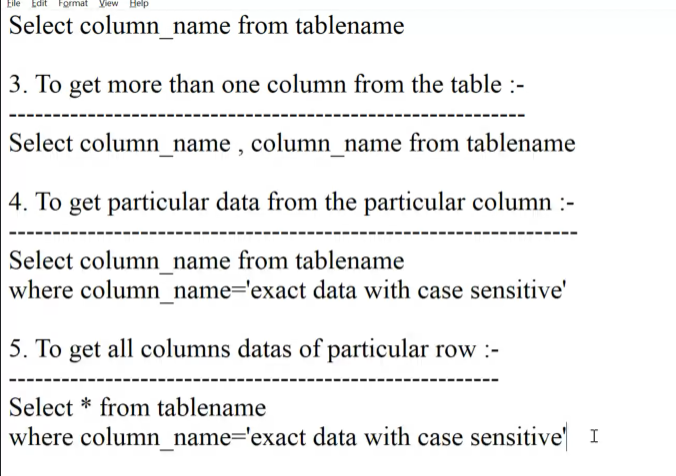 File Edit Format View Help
Select column_name from tablename
3. To get more than one column from the table :-
-----------------------------------------------------------
Select column_name , column_name from tablename
4. To get particular data from the particular column :-
-----------------------------------------------------------------
Select column_name from tablename
where column_name='exact data with case sensitive'
5. To get all columns datas of particular row :-
--------------------------------------------------------
Select * from tablename
where column_name='exact data with case sensitive'